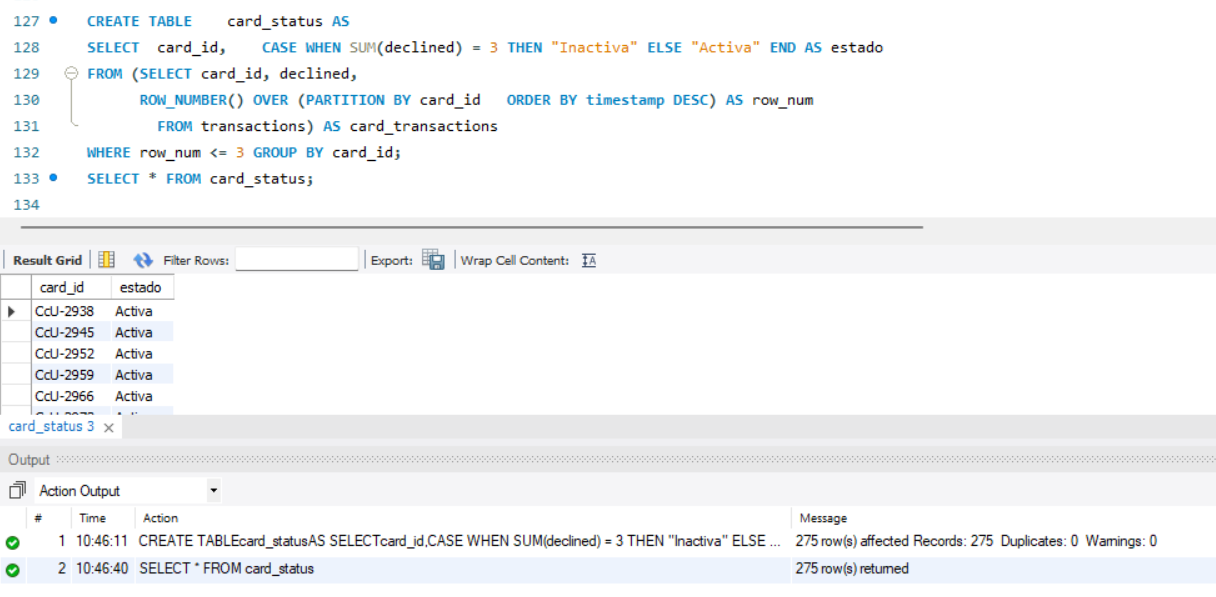 127 CREATE TABLE card_status AS
128 SELECT card_id, CASE WHEN SUM(declined) = 3 THEN "Inactiva" ELSE "Activa" END AS estado
129 FROM (SELECT card_id, declined,
130 ROW_NUMBER() OVER (PARTITION BY card_id ORDER BY timestamp DESC) AS row_num
131 FROM transactions) AS card_transactions
132 WHERE row_num <= 3 GROUP BY card_id;
133 SELECT * FROM card_status;
134
Result Grid Filter Rows: Export: Wrap Cell Content: IA
card_id estado
CcU-2938 Activa
CcU-2945 Activa
CcU-2952 Activa
CcU-2959 Activa
CcU-2966 Activa
card_status 3
Output
Action Output
# Time Action Message
1 10:46:11 CREATE TABLEcard_statusAS SELECTcard_id,CASE WHEN SUM(declined) = 3 THEN "Inactiva" ELSE ... 275 row(s) affected Records: 275 Duplicates: 0 Warnings: 0
2 10:46:40 SELECT * FROM card_status 275 row(s) returned